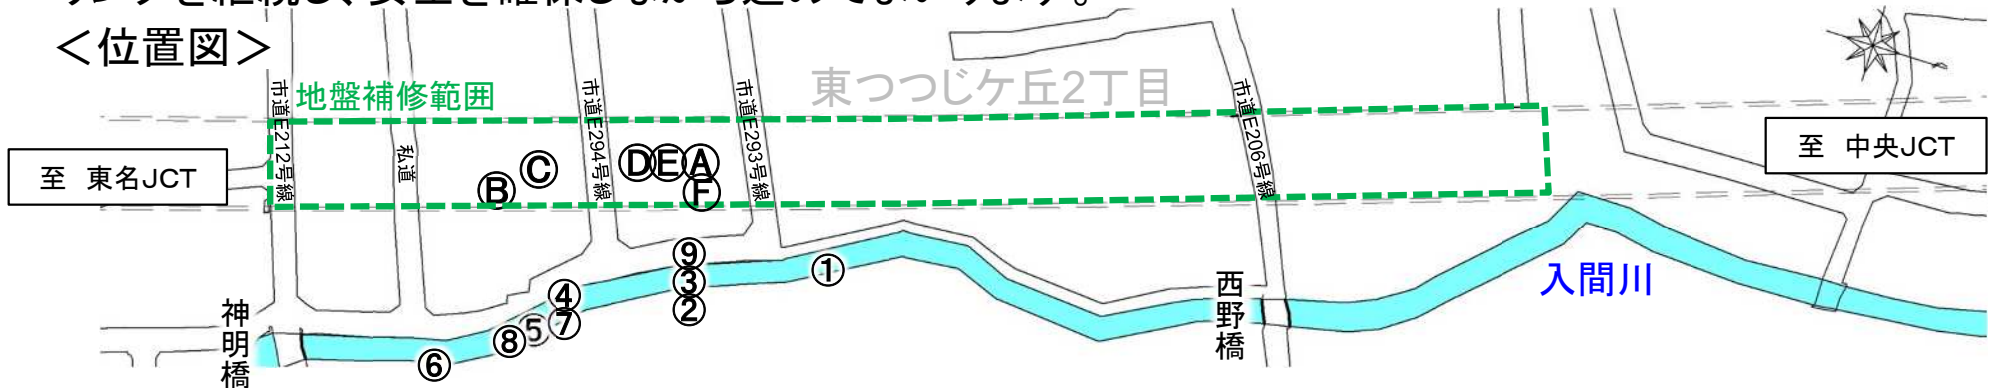 ＜位置図＞
地盤補修範囲
東つつじケ丘2丁目
市道E212号線
私道
市道E294号線
市道E293号線
市道E206号線
至 東名JCT
至 中央JCT
Ⓑ
Ⓒ
Ⓓ
Ⓔ
Ⓐ
Ⓕ
⑨
③
②
①
④
⑦
⑤
⑧
⑥
神明橋
西野橋
入間川